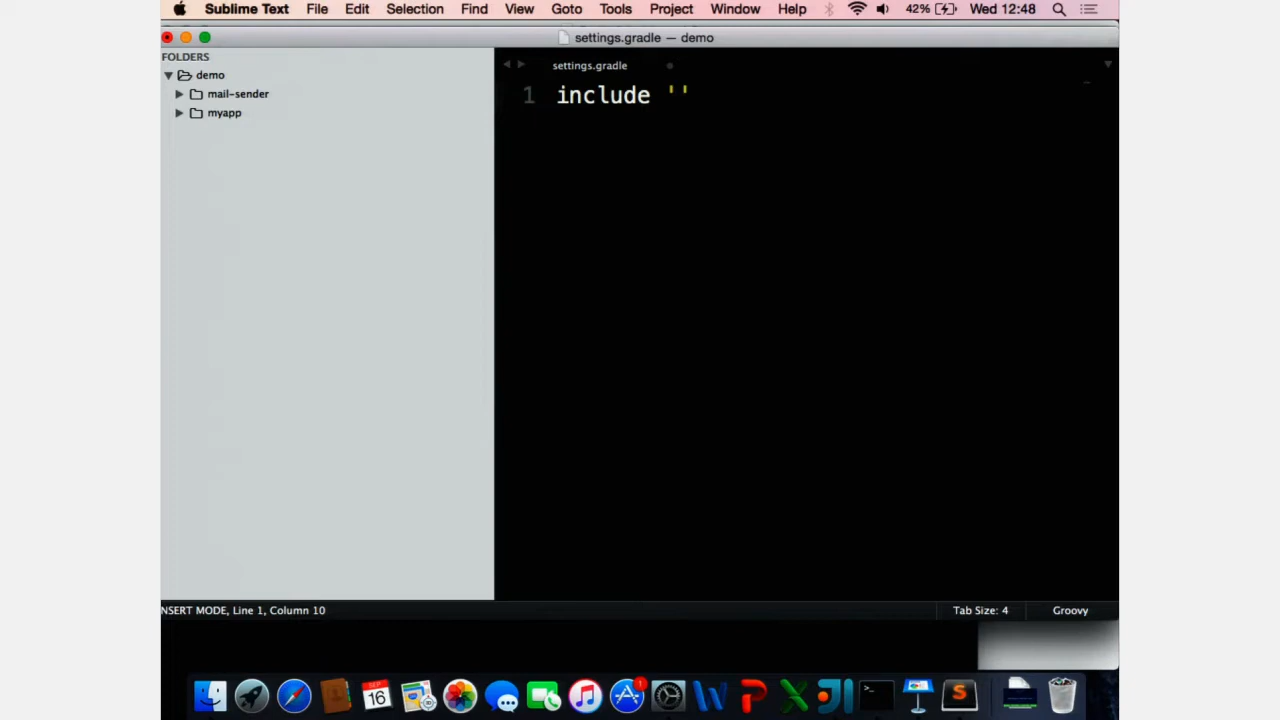 Sublime Text File Edit Selection Find View Goto Tools Project Window Help 42% Wed 12:48
settings.gradle — demo
FOLDERS
demo
mail-sender
myapp
settings.gradle
1 include ''
NSERT MODE, Line 1, Column 10 Tab Size: 4 Groovy
SEP
16
1